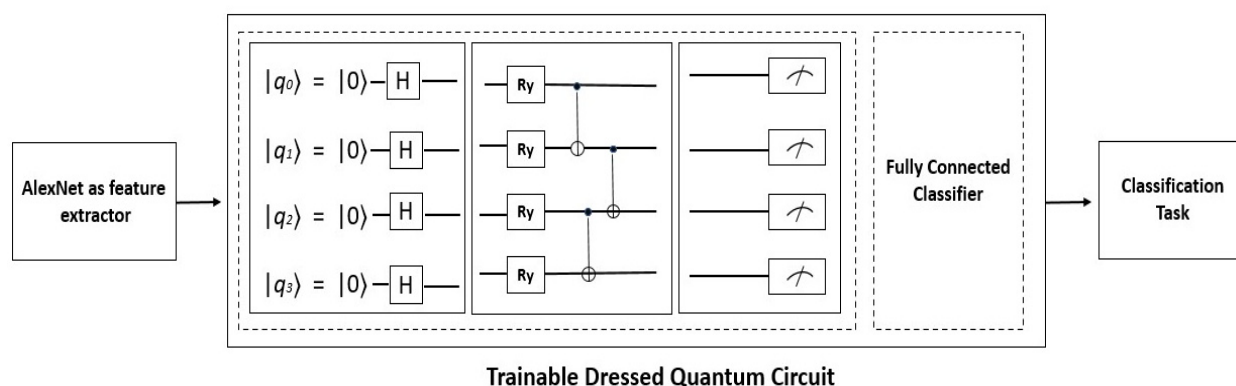 AlexNet as feature
extractor
|q₀⟩ = |0⟩ H
|q₁⟩ = |0⟩ H
|q₂⟩ = |0⟩ H
|q₃⟩ = |0⟩ H
Ry
Ry
Ry
Ry
Fully Connected
Classifier
Classification
Task
Trainable Dressed Quantum Circuit